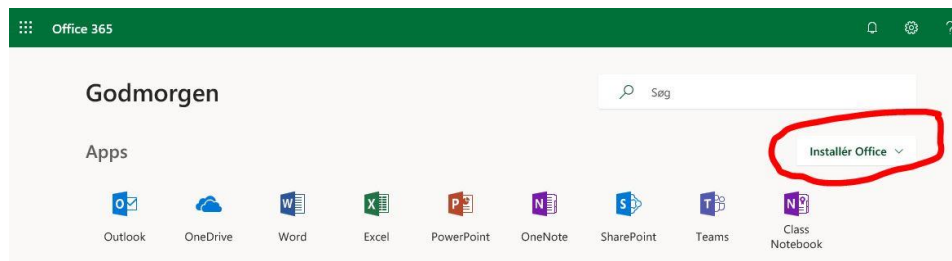 Office 365
?
Godmorgen
Søg
Apps
Installér Office
Outlook
OneDrive
Word
Excel
PowerPoint
OneNote
SharePoint
Teams
Class
Notebook